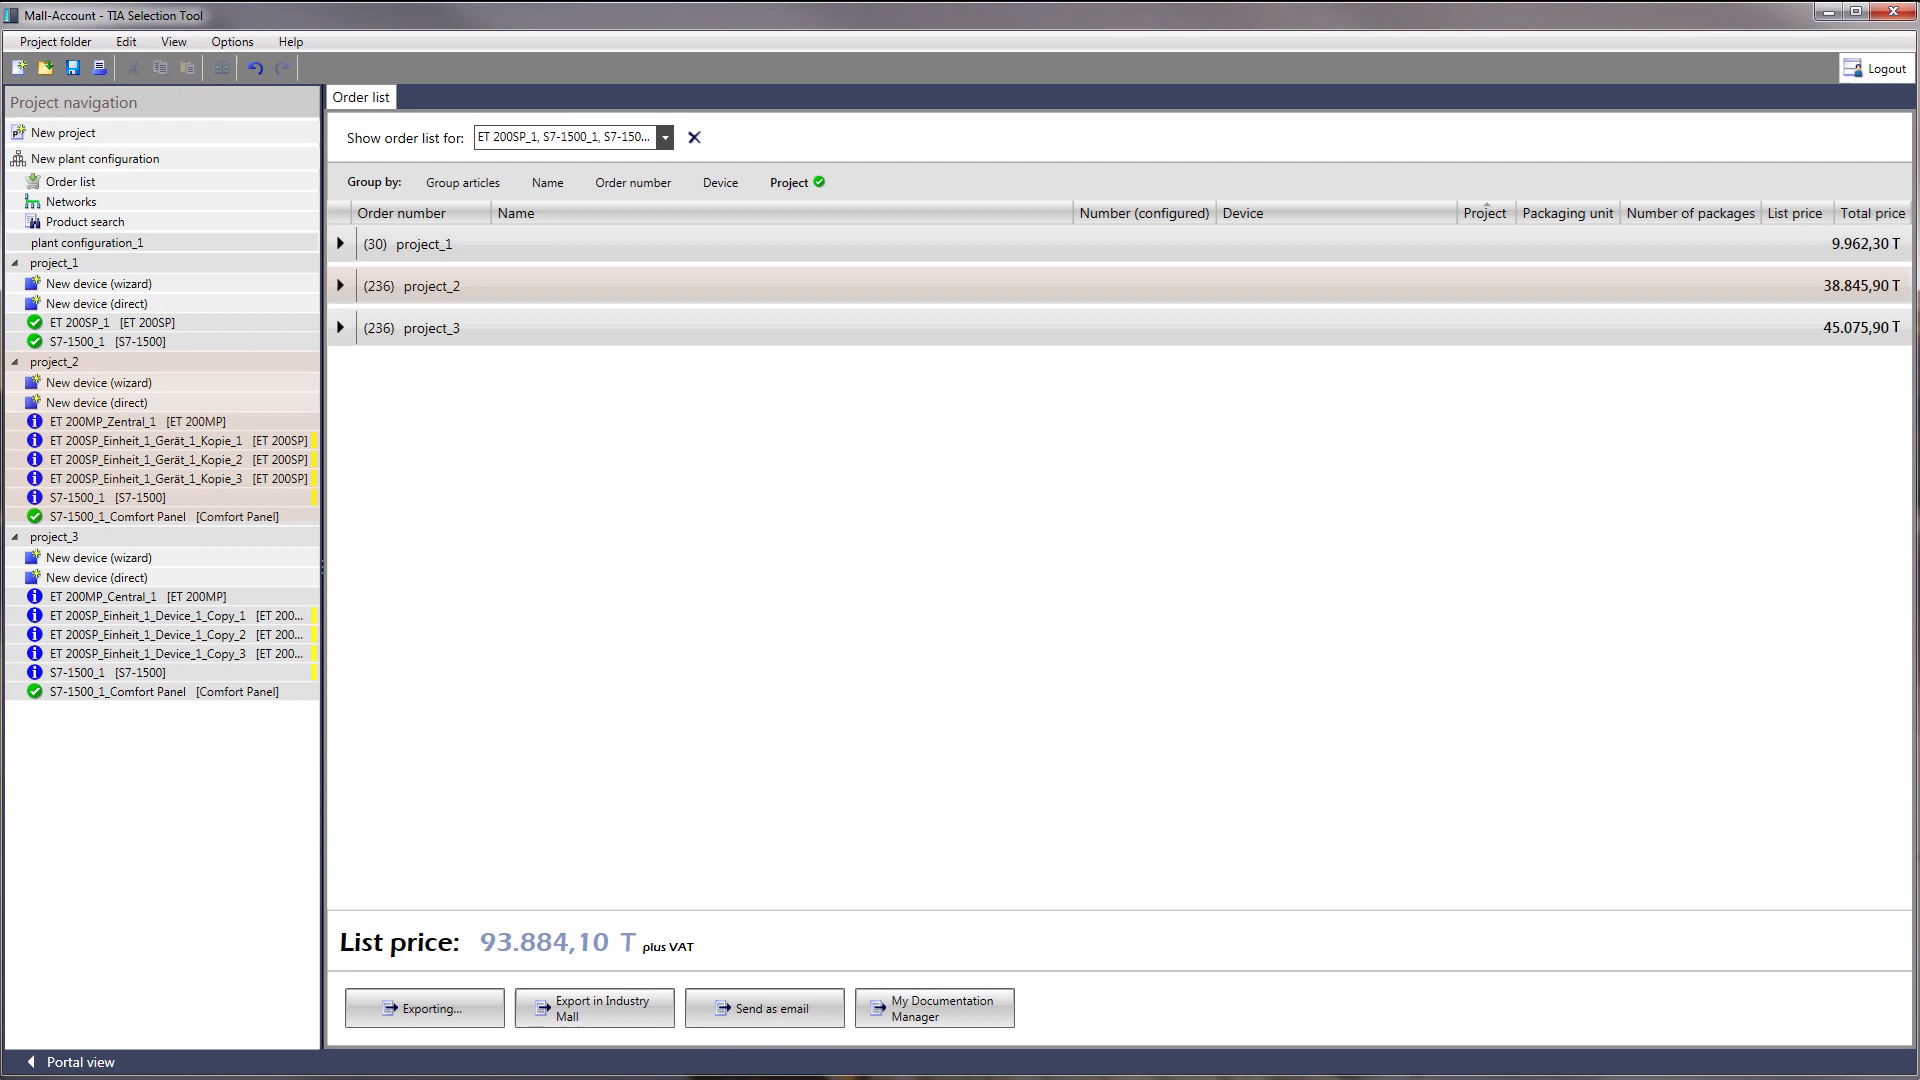 Mall-Account - TIA Selection Tool
Project folder Edit View Options Help
Logout
Project navigation
New project
New plant configuration
Order list
Networks
Product search
plant configuration_1
project_1
New device (wizard)
New device (direct)
ET 200SP_1 [ET 200SP]
S7-1500_1 [S7-1500]
project_2
New device (wizard)
New device (direct)
ET 200MP_Zentral_1 [ET 200MP]
ET 200SP_Einheit_1_Gerät_1_Kopie_1 [ET 200SP]
ET 200SP_Einheit_1_Gerät_1_Kopie_2 [ET 200SP]
ET 200SP_Einheit_1_Gerät_1_Kopie_3 [ET 200SP]
S7-1500_1 [S7-1500]
S7-1500_1_Comfort Panel [Comfort Panel]
project_3
New device (wizard)
New device (direct)
ET 200MP_Central_1 [ET 200MP]
ET 200SP_Einheit_1_Device_1_Copy_1 [ET 200...
ET 200SP_Einheit_1_Device_1_Copy_2 [ET 200...
ET 200SP_Einheit_1_Device_1_Copy_3 [ET 200...
S7-1500_1 [S7-1500]
S7-1500_1_Comfort Panel [Comfort Panel]
Order list
Show order list for: ET 200SP_1, S7-1500_1, S7-150...
Group by: Group articles Name Order number Device Project
Order number Name Number (configured) Device Project Packaging unit Number of packages List price Total price
(30) project_1 9.962,30 T
(236) project_2 38.845,90 T
(236) project_3 45.075,90 T
List price: 93.884,10 T plus VAT
Exporting...
Export in Industry
Mall
Send as email
My Documentation
Manager
Portal view